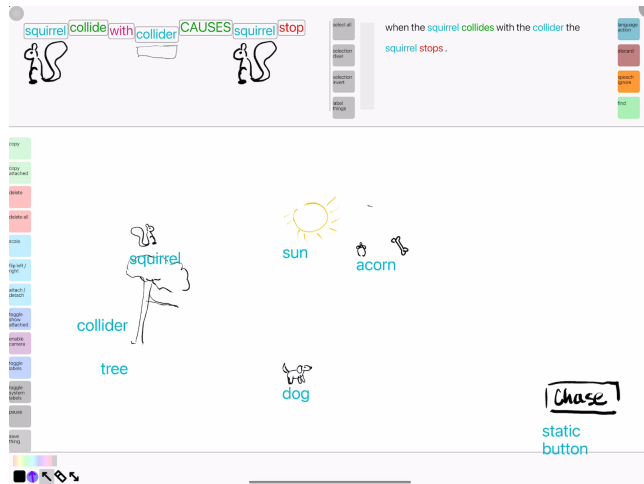 squirrel collide with collider CAUSES squirrel stop
select all
selection clear
selection invert
label things
when the squirrel collides with the collider the
squirrel stops .
language
action
discard
speech
ignore
find
copy
copy
attached
delete
delete all
scale
flip left /
right
attach /
detach
toggle
show
attached
enable
camera
toggle
labels
toggle
system
labels
pause
save
thing
squirrel
sun
acorn
collider
tree
dog
Chase
static
button